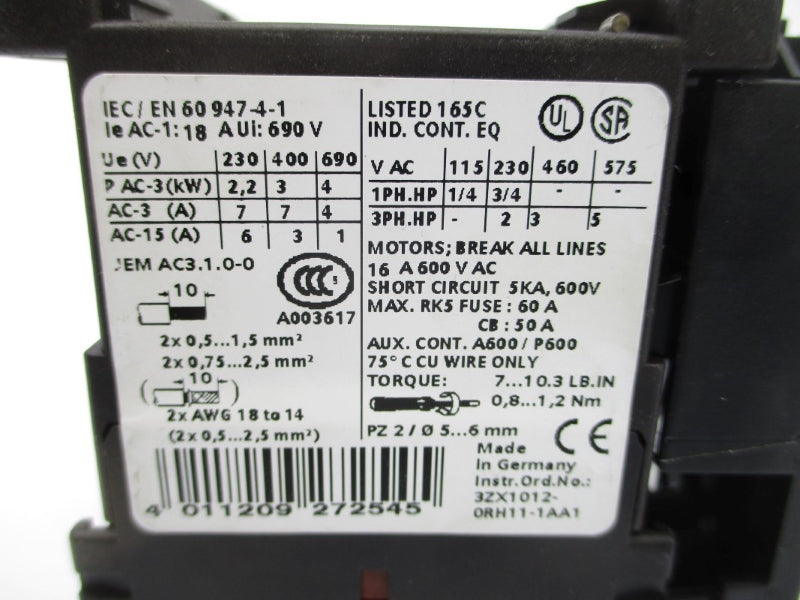 IEC / EN 60 947-4-1
Ie AC-1: 18 A Ui: 690 V
Ue (V) 230 400 690
P AC-3 (kW) 2,2 3 4
AC-3 (A) 7 7 4
AC-15 (A) 6 3 1
JEM AC3.1.0-0
CCC S
10
A003617
2x 0,5...1,5 mm²
2x 0,75...2,5 mm²
( 10 )
2x AWG 18 to 14
(2x 0,5...2,5 mm²)
4 011209 272545
LISTED 165C
IND. CONT. EQ
UL SA
V AC 115 230 460 575
1PH.HP 1/4 3/4 - -
3PH.HP - 2 3 5
MOTORS; BREAK ALL LINES
16 A 600 V AC
SHORT CIRCUIT 5KA, 600V
MAX. RK5 FUSE : 60 A
CB : 50 A
AUX. CONT. A600 / P600
75° C CU WIRE ONLY
TORQUE: 7...10.3 LB.IN
0,8...1,2 Nm
PZ 2 / Ø 5...6 mm
CE
Made
in Germany
Instr.Ord.No.:
3ZX1012-
0RH11-1AA1